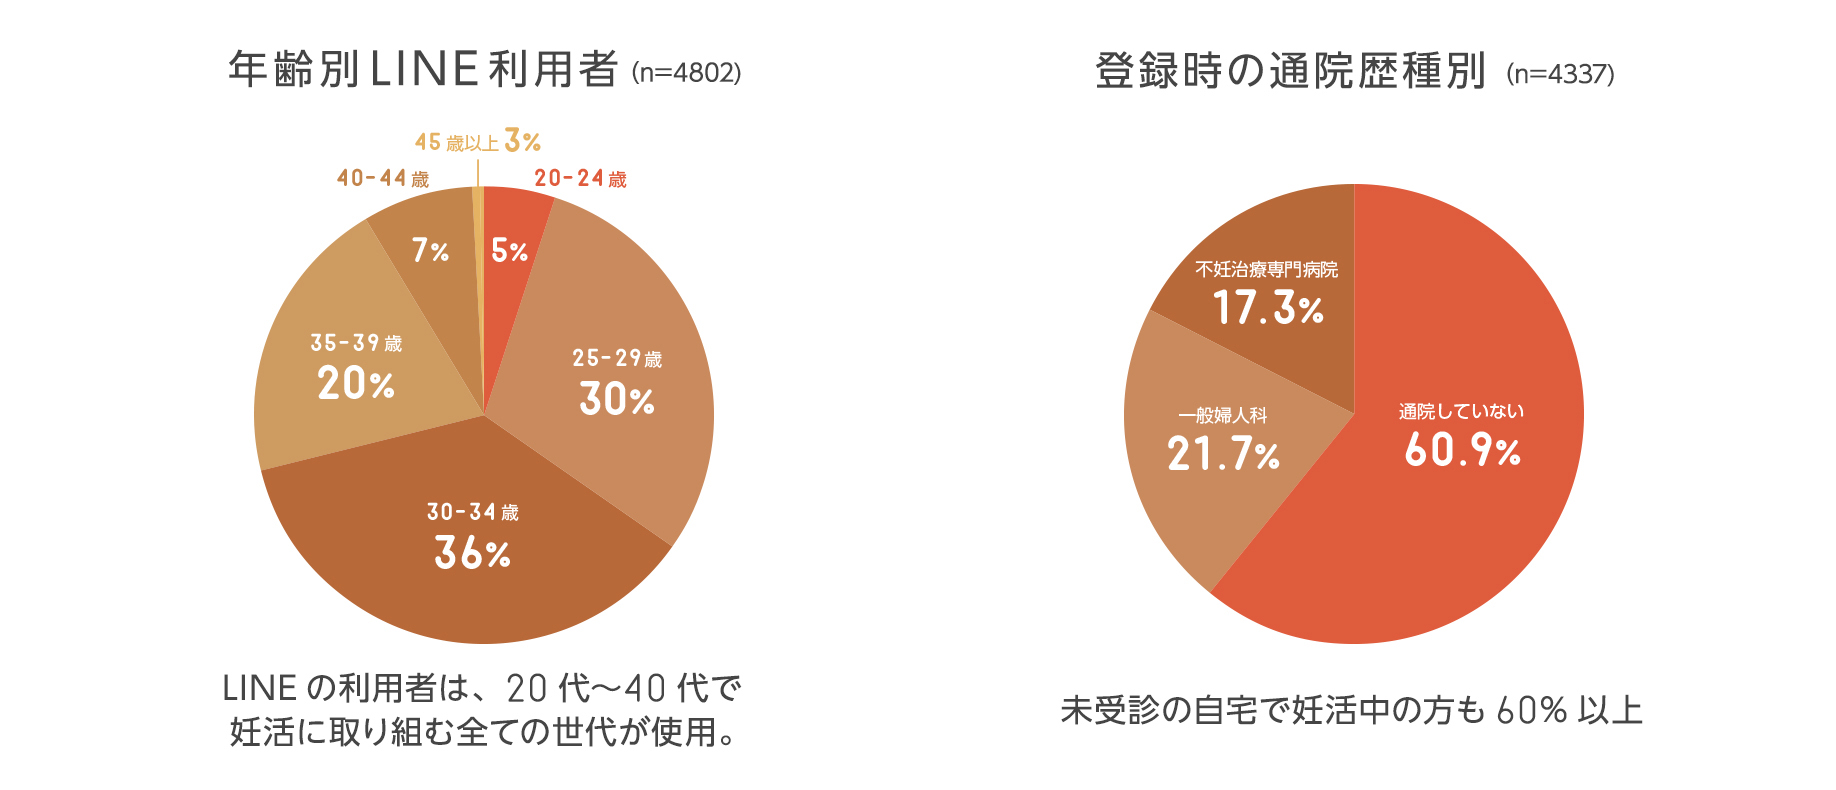 年齢別LINE利用者 (n=4802)
45歳以上 3%
40-44歳
7%
20-24歳
5%
35-39歳
20%
25-29歳
30%
30-34歳
36%
LINEの利用者は、20代～40代で
妊活に取り組む全ての世代が使用。
登録時の通院歴種別 (n=4337)
不妊治療専門病院
17.3%
一般婦人科
21.7%
通院していない
60.9%
未受診の自宅で妊活中の方も60%以上